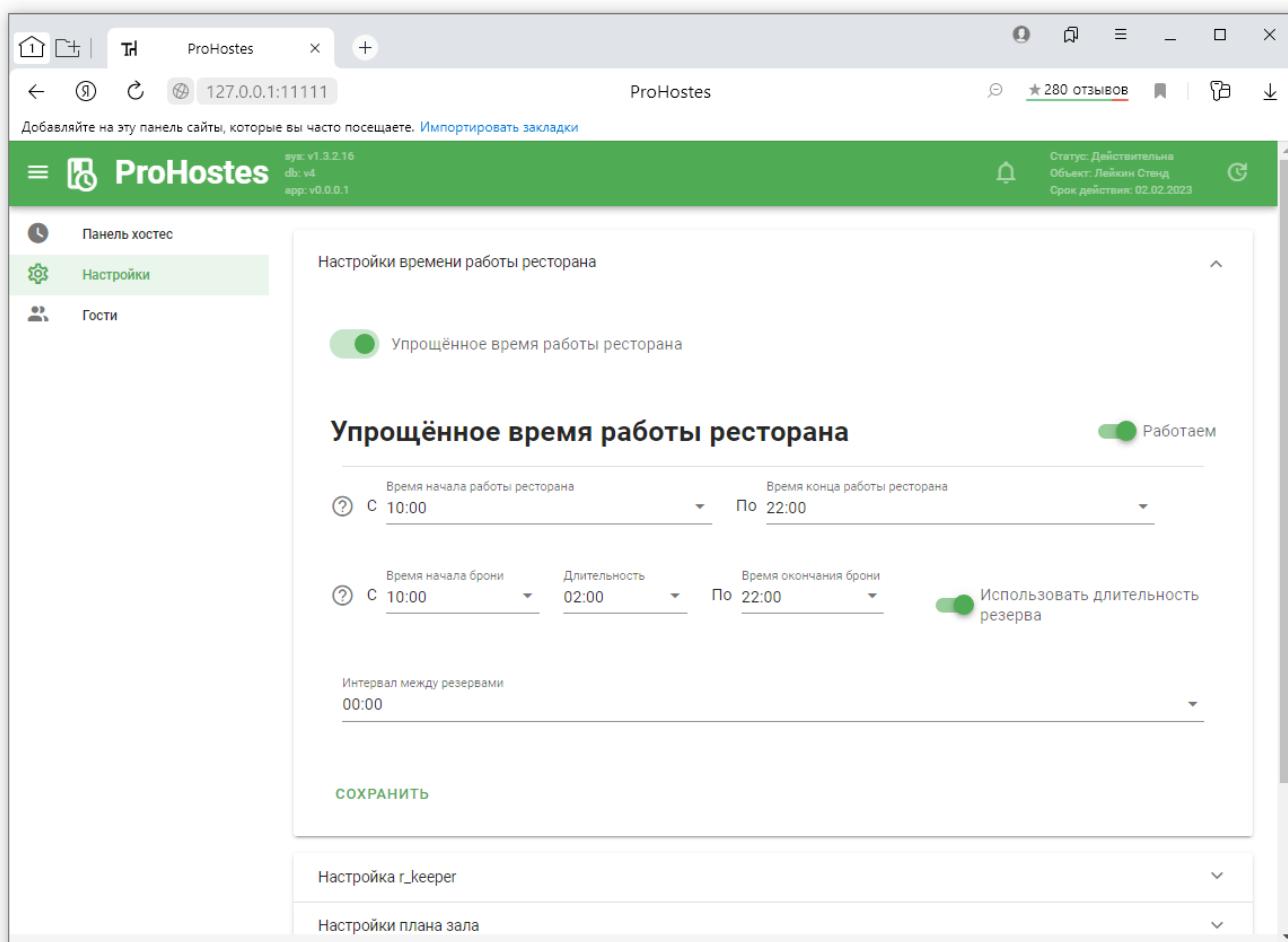 1
TH ProHostes
127.0.0.1:11111
ProHostes
280 отзывов
Добавляйте на эту панель сайты, которые вы часто посещаете. Импортировать закладки
ProHostes
sys: v1.3.2.16
db: v4
app: v0.0.0.1
Статус: Действительна
Объект: Лейкин Стенд
Срок действия: 02.02.2023
Панель хостес
Настройки
Гости
Настройки времени работы ресторана
Упрощённое время работы ресторана
Упрощённое время работы ресторана
Работаем
Время начала работы ресторана
Время конца работы ресторана
С 10:00 По 22:00
Время начала брони
Длительность
Время окончания брони
С 10:00 02:00 По 22:00
Использовать длительность
резерва
Интервал между резервами
00:00
СОХРАНИТЬ
Настройка r_keeper
Настройки плана зала